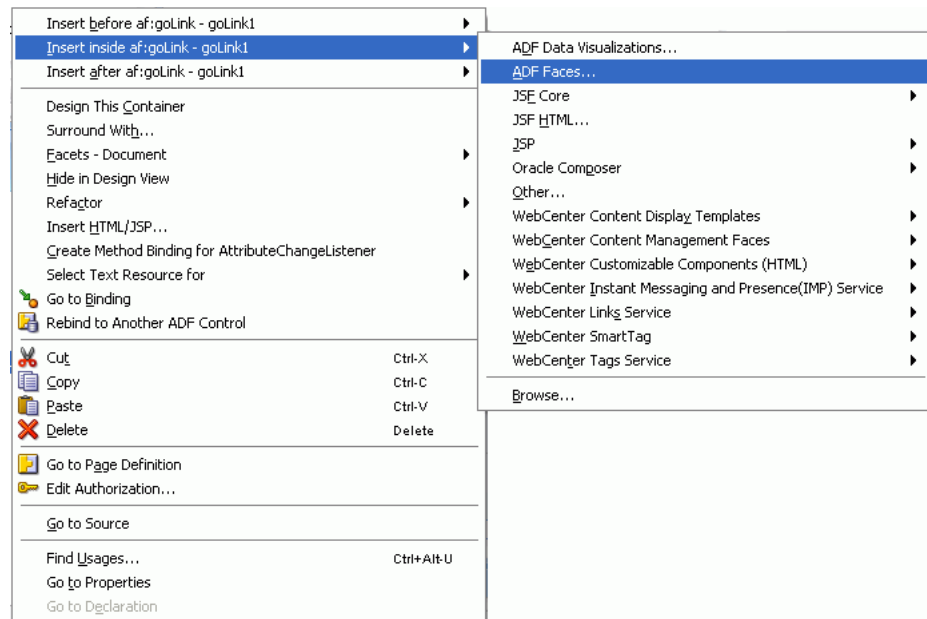 Insert before af:goLink - goLink1
Insert inside af:goLink - goLink1
Insert after af:goLink - goLink1
Design This Container
Surround With...
Facets - Document
Hide in Design View
Refactor
Insert HTML/JSP...
Create Method Binding for AttributeChangeListener
Select Text Resource for
Go to Binding
Rebind to Another ADF Control
Cut Ctrl-X
Copy Ctrl-C
Paste Ctrl-V
Delete Delete
Go to Page Definition
Edit Authorization...
Go to Source
Find Usages... Ctrl+Alt-U
Go to Properties
Go to Declaration
ADF Data Visualizations...
ADF Faces...
JSF Core
JSF HTML...
JSP
Oracle Composer
Other...
WebCenter Content Display Templates
WebCenter Content Management Faces
WebCenter Customizable Components (HTML)
WebCenter Instant Messaging and Presence(IMP) Service
WebCenter Links Service
WebCenter SmartTag
WebCenter Tags Service
Browse...